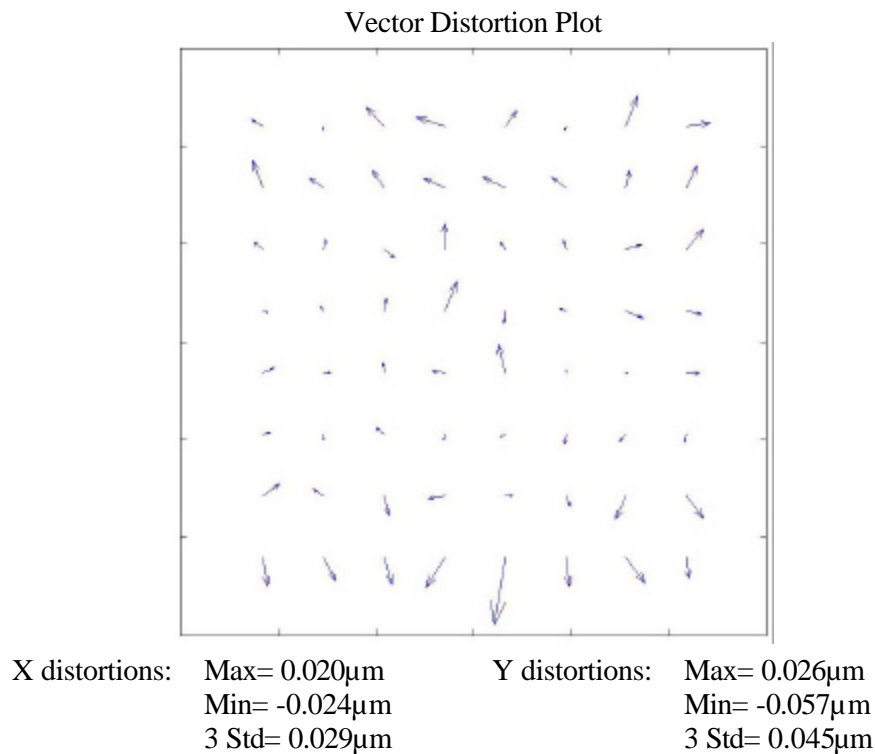 Vector Distortion Plot
X distortions: Max= 0.020µm Y distortions: Max= 0.026µm
Min= -0.024µm Min= -0.057µm
3 Std= 0.029µm 3 Std= 0.045µm